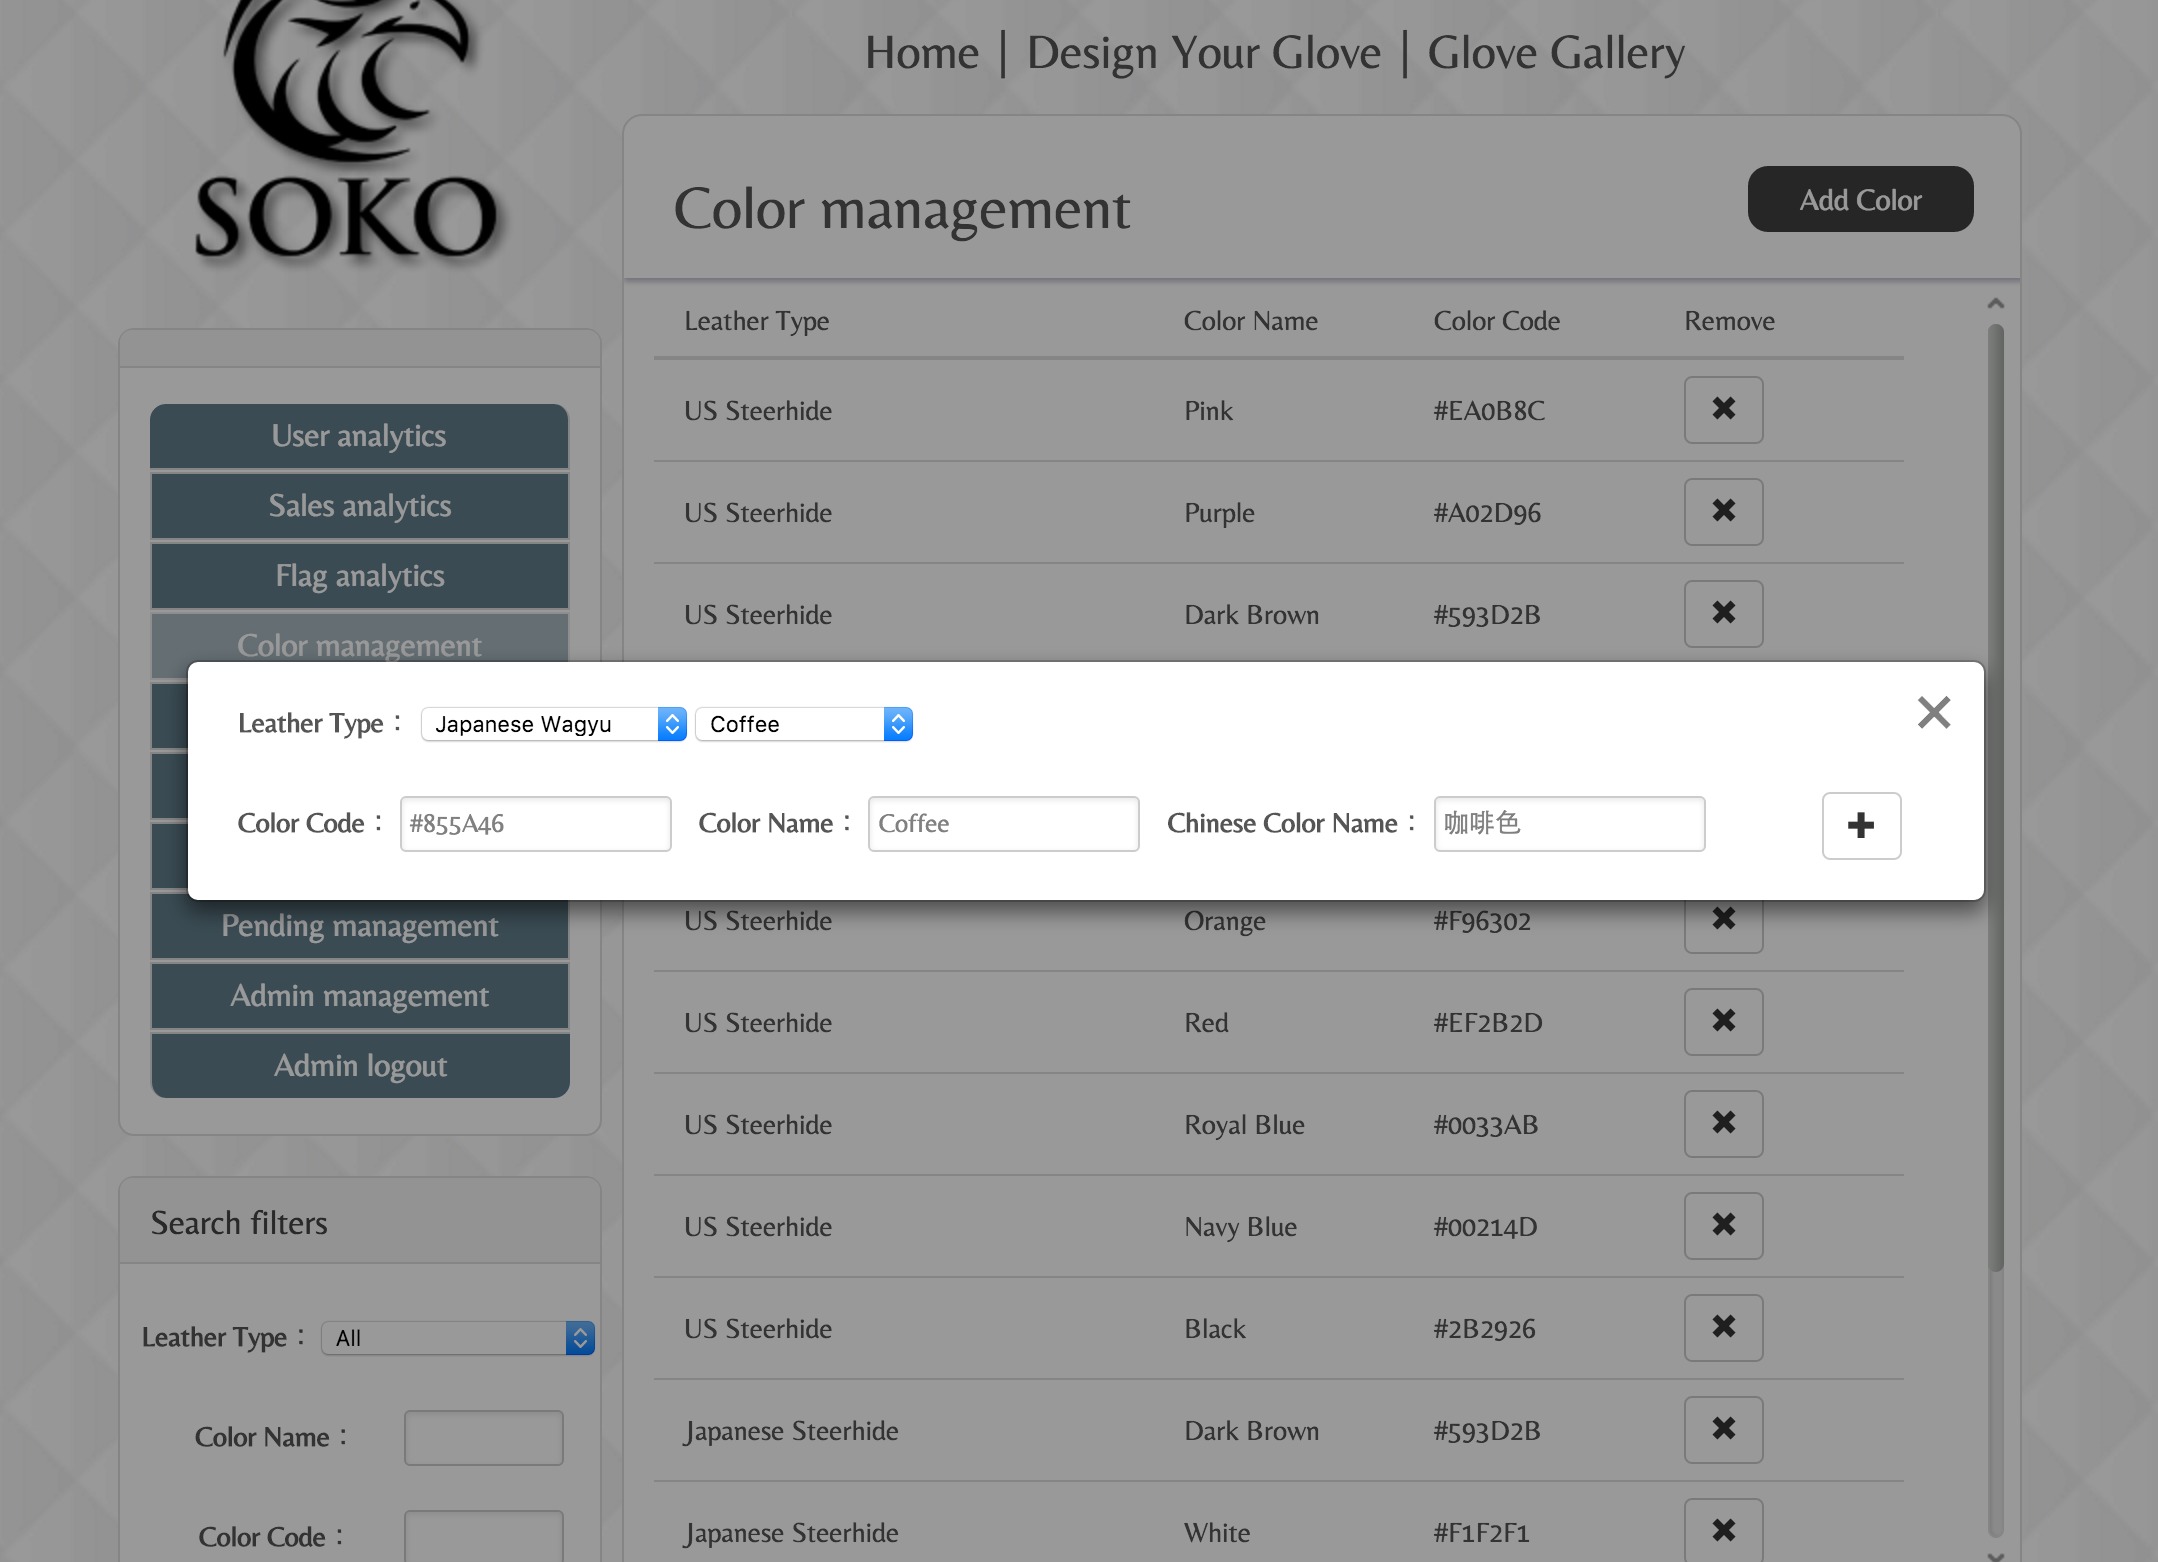 SOKO
Home | Design Your Glove | Glove Gallery
Color management
Add Color
Leather Type Color Name Color Code Remove
US Steerhide Pink #EA0B8C
US Steerhide Purple #A02D96
US Steerhide Dark Brown #593D2B
User analytics
Sales analytics
Flag analytics
Color management
Leather Type： Japanese Wagyu Coffee
Color Code： #855A46 Color Name： Coffee Chinese Color Name： 咖啡色
Pending management
Admin management
Admin logout
US Steerhide Orange #F96302
US Steerhide Red #EF2B2D
US Steerhide Royal Blue #0033AB
US Steerhide Navy Blue #00214D
US Steerhide Black #2B2926
Japanese Steerhide Dark Brown #593D2B
Japanese Steerhide White #F1F2F1
Search filters
Leather Type： All
Color Name：
Color Code：